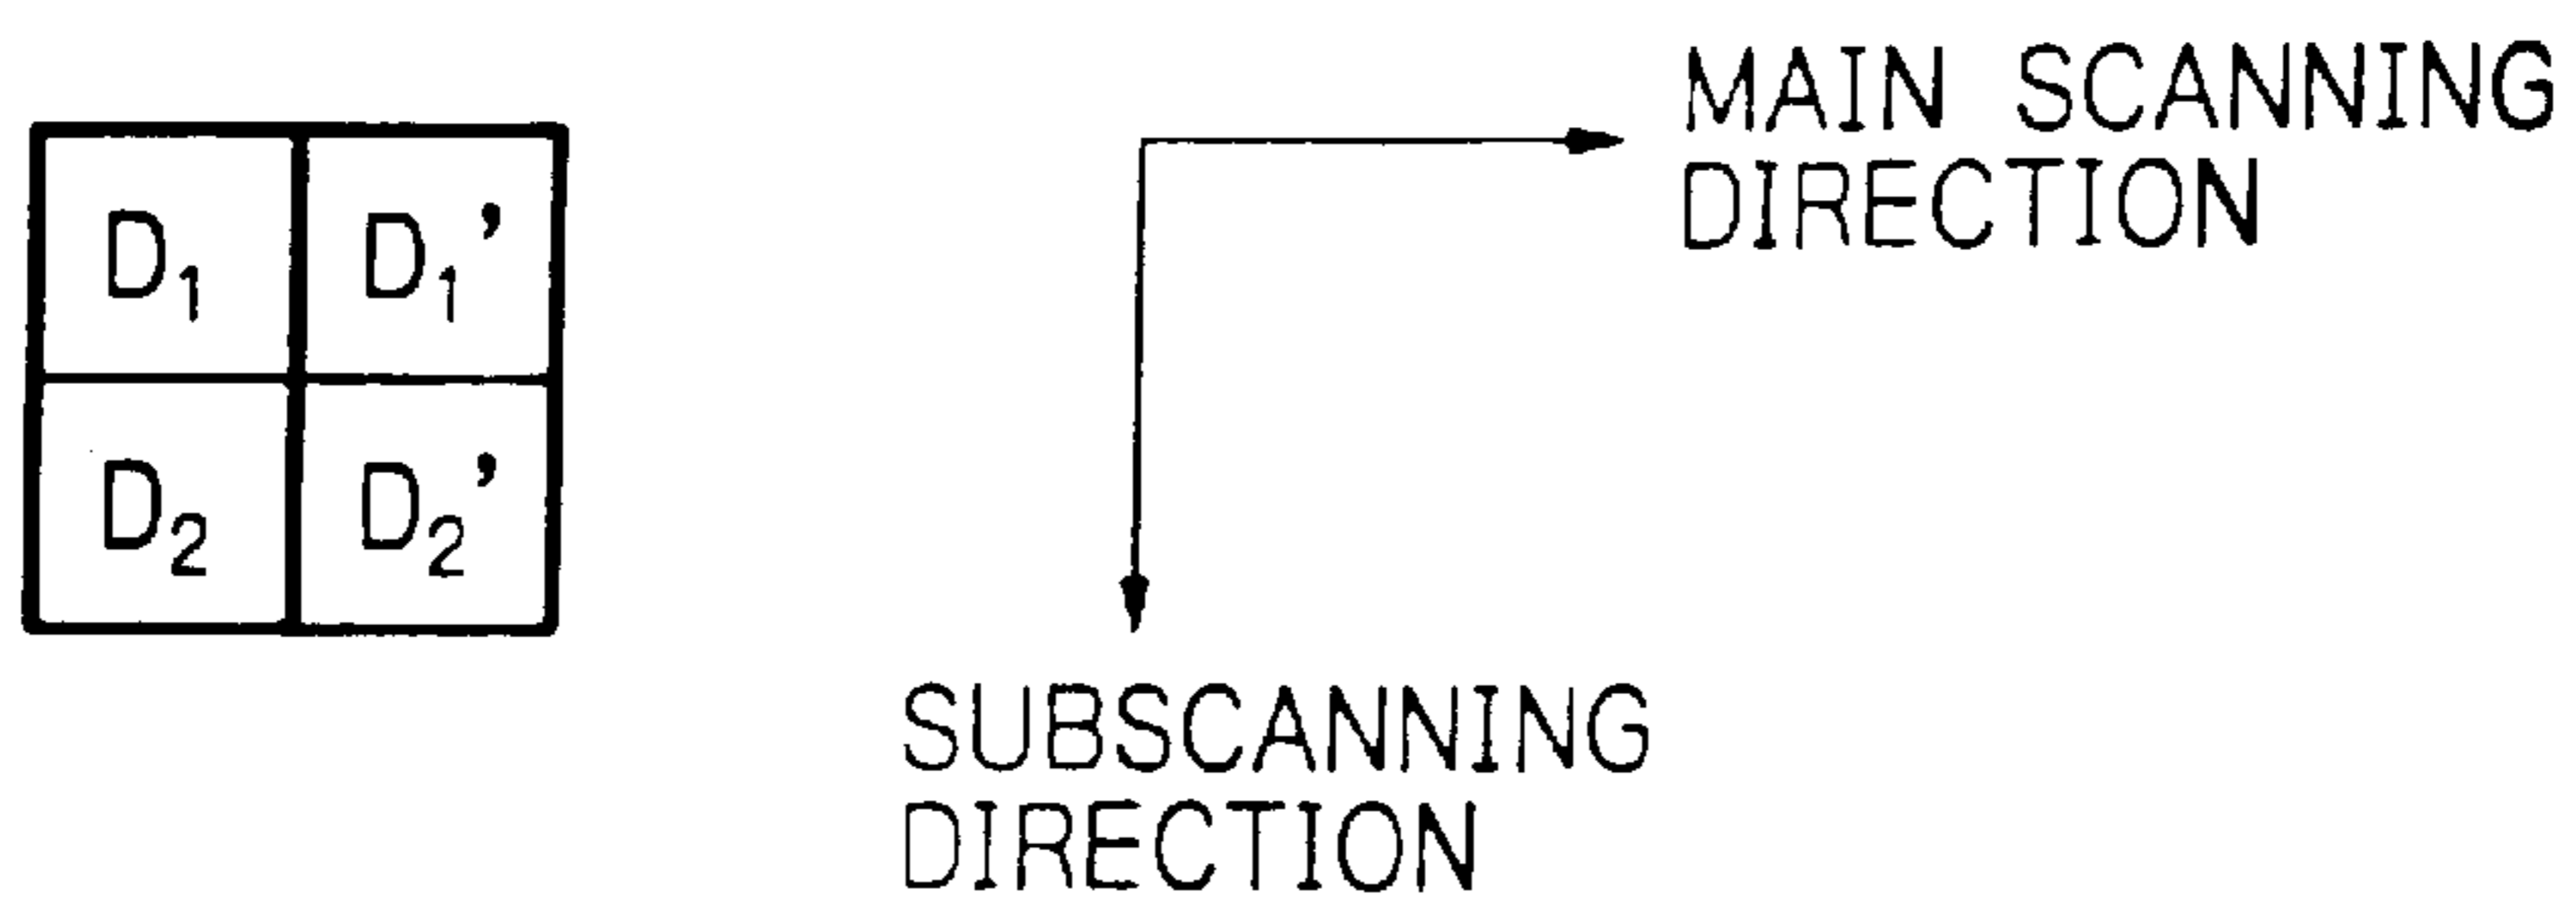 D₁ D₁’
D₂ D₂’
MAIN SCANNING
DIRECTION
SUBSCANNING
DIRECTION